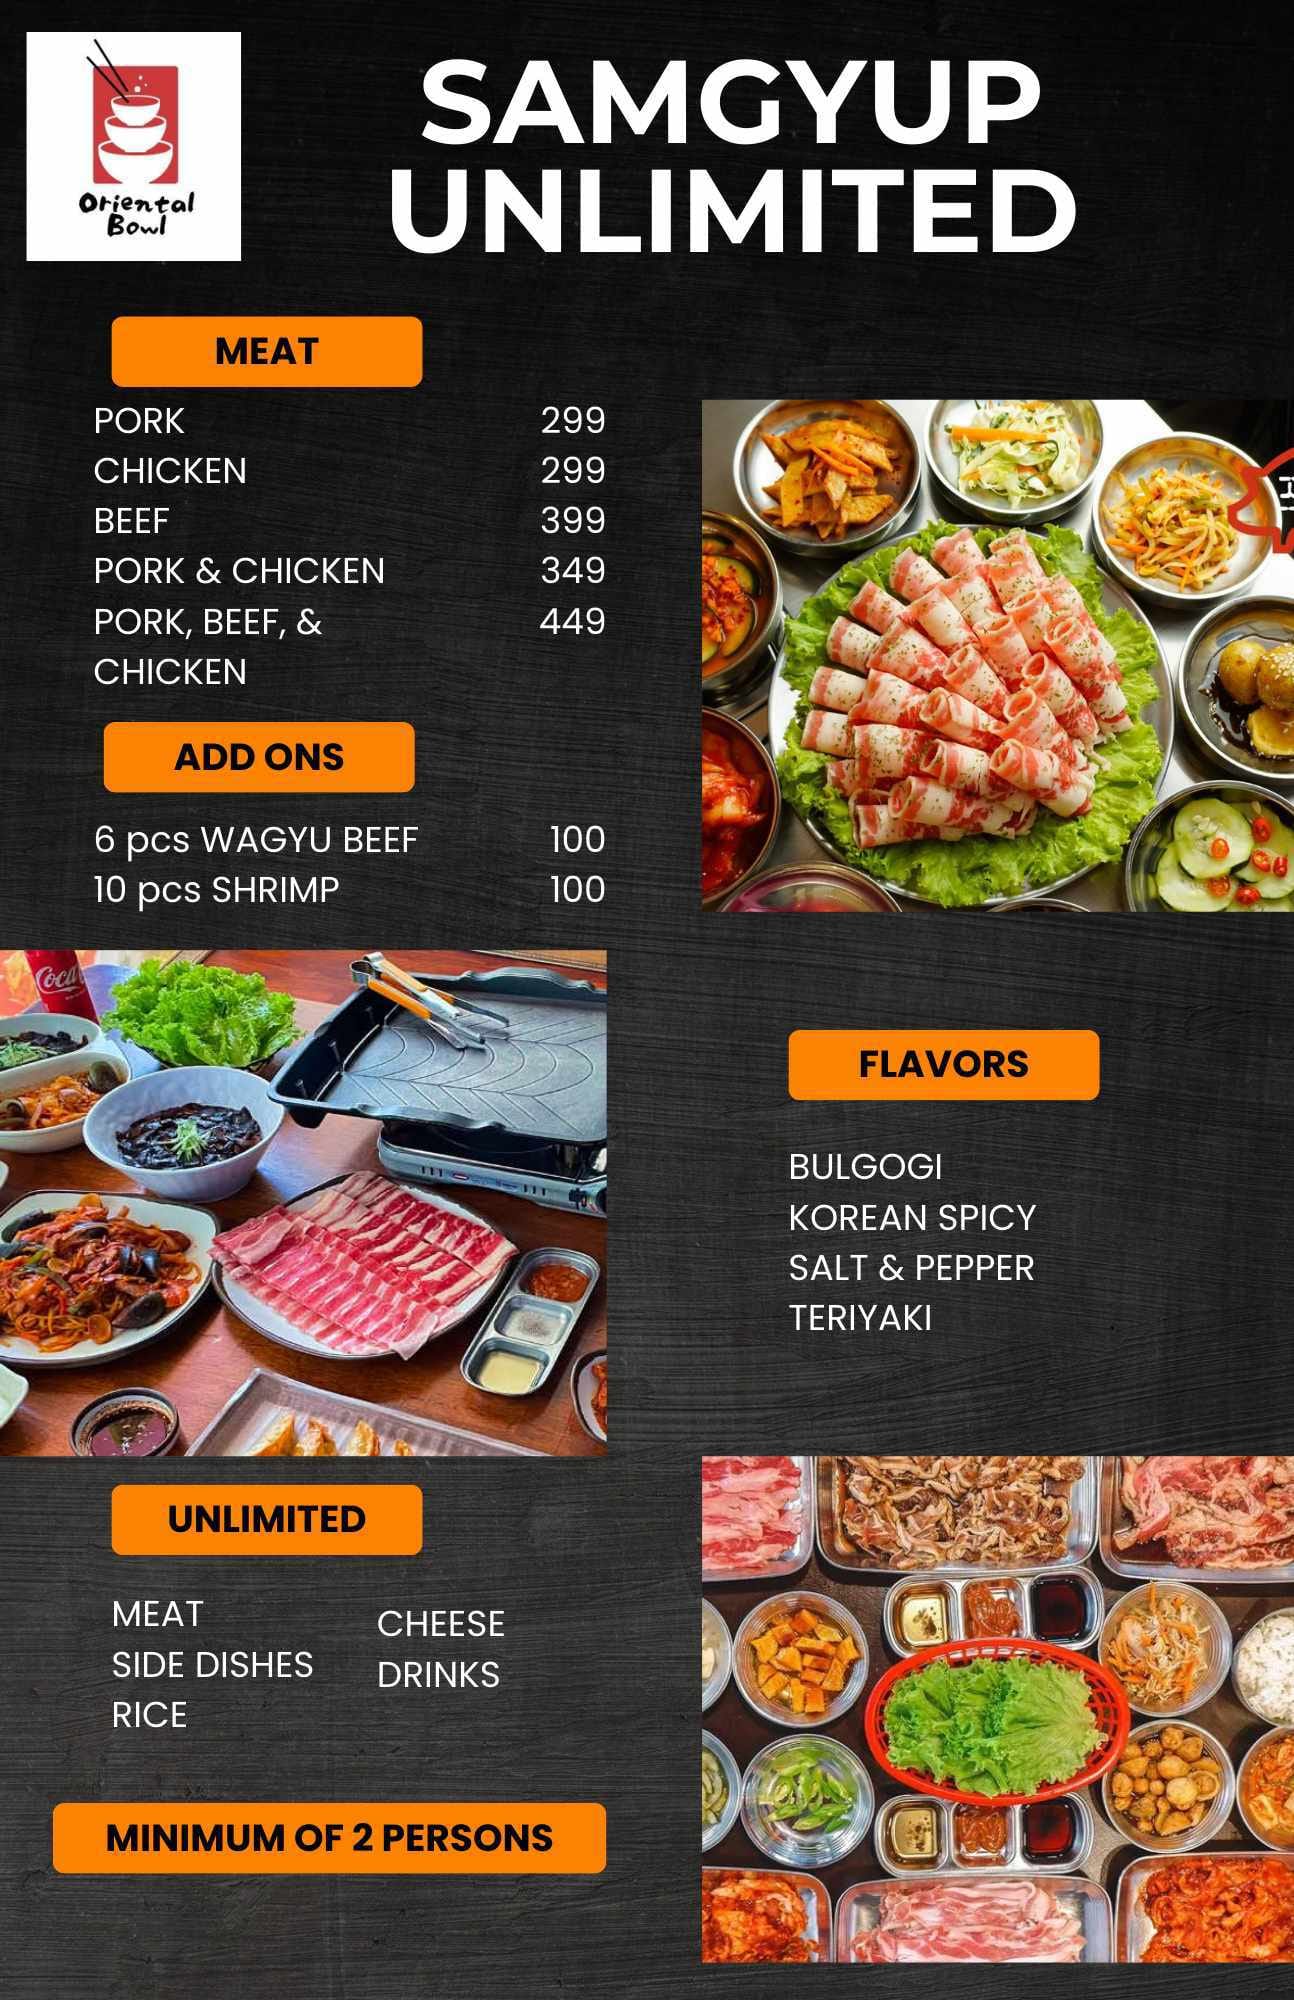 Oriental
Bowl
SAMGYUP
UNLIMITED
MEAT
PORK 299
CHICKEN 299
BEEF 399
PORK & CHICKEN 349
PORK, BEEF, & 449
CHICKEN
ADD ONS
6 pcs WAGYU BEEF 100
10 pcs SHRIMP 100
FLAVORS
BULGOGI
KOREAN SPICY
SALT & PEPPER
TERIYAKI
UNLIMITED
MEAT
SIDE DISHES
RICE
CHEESE
DRINKS
MINIMUM OF 2 PERSONS